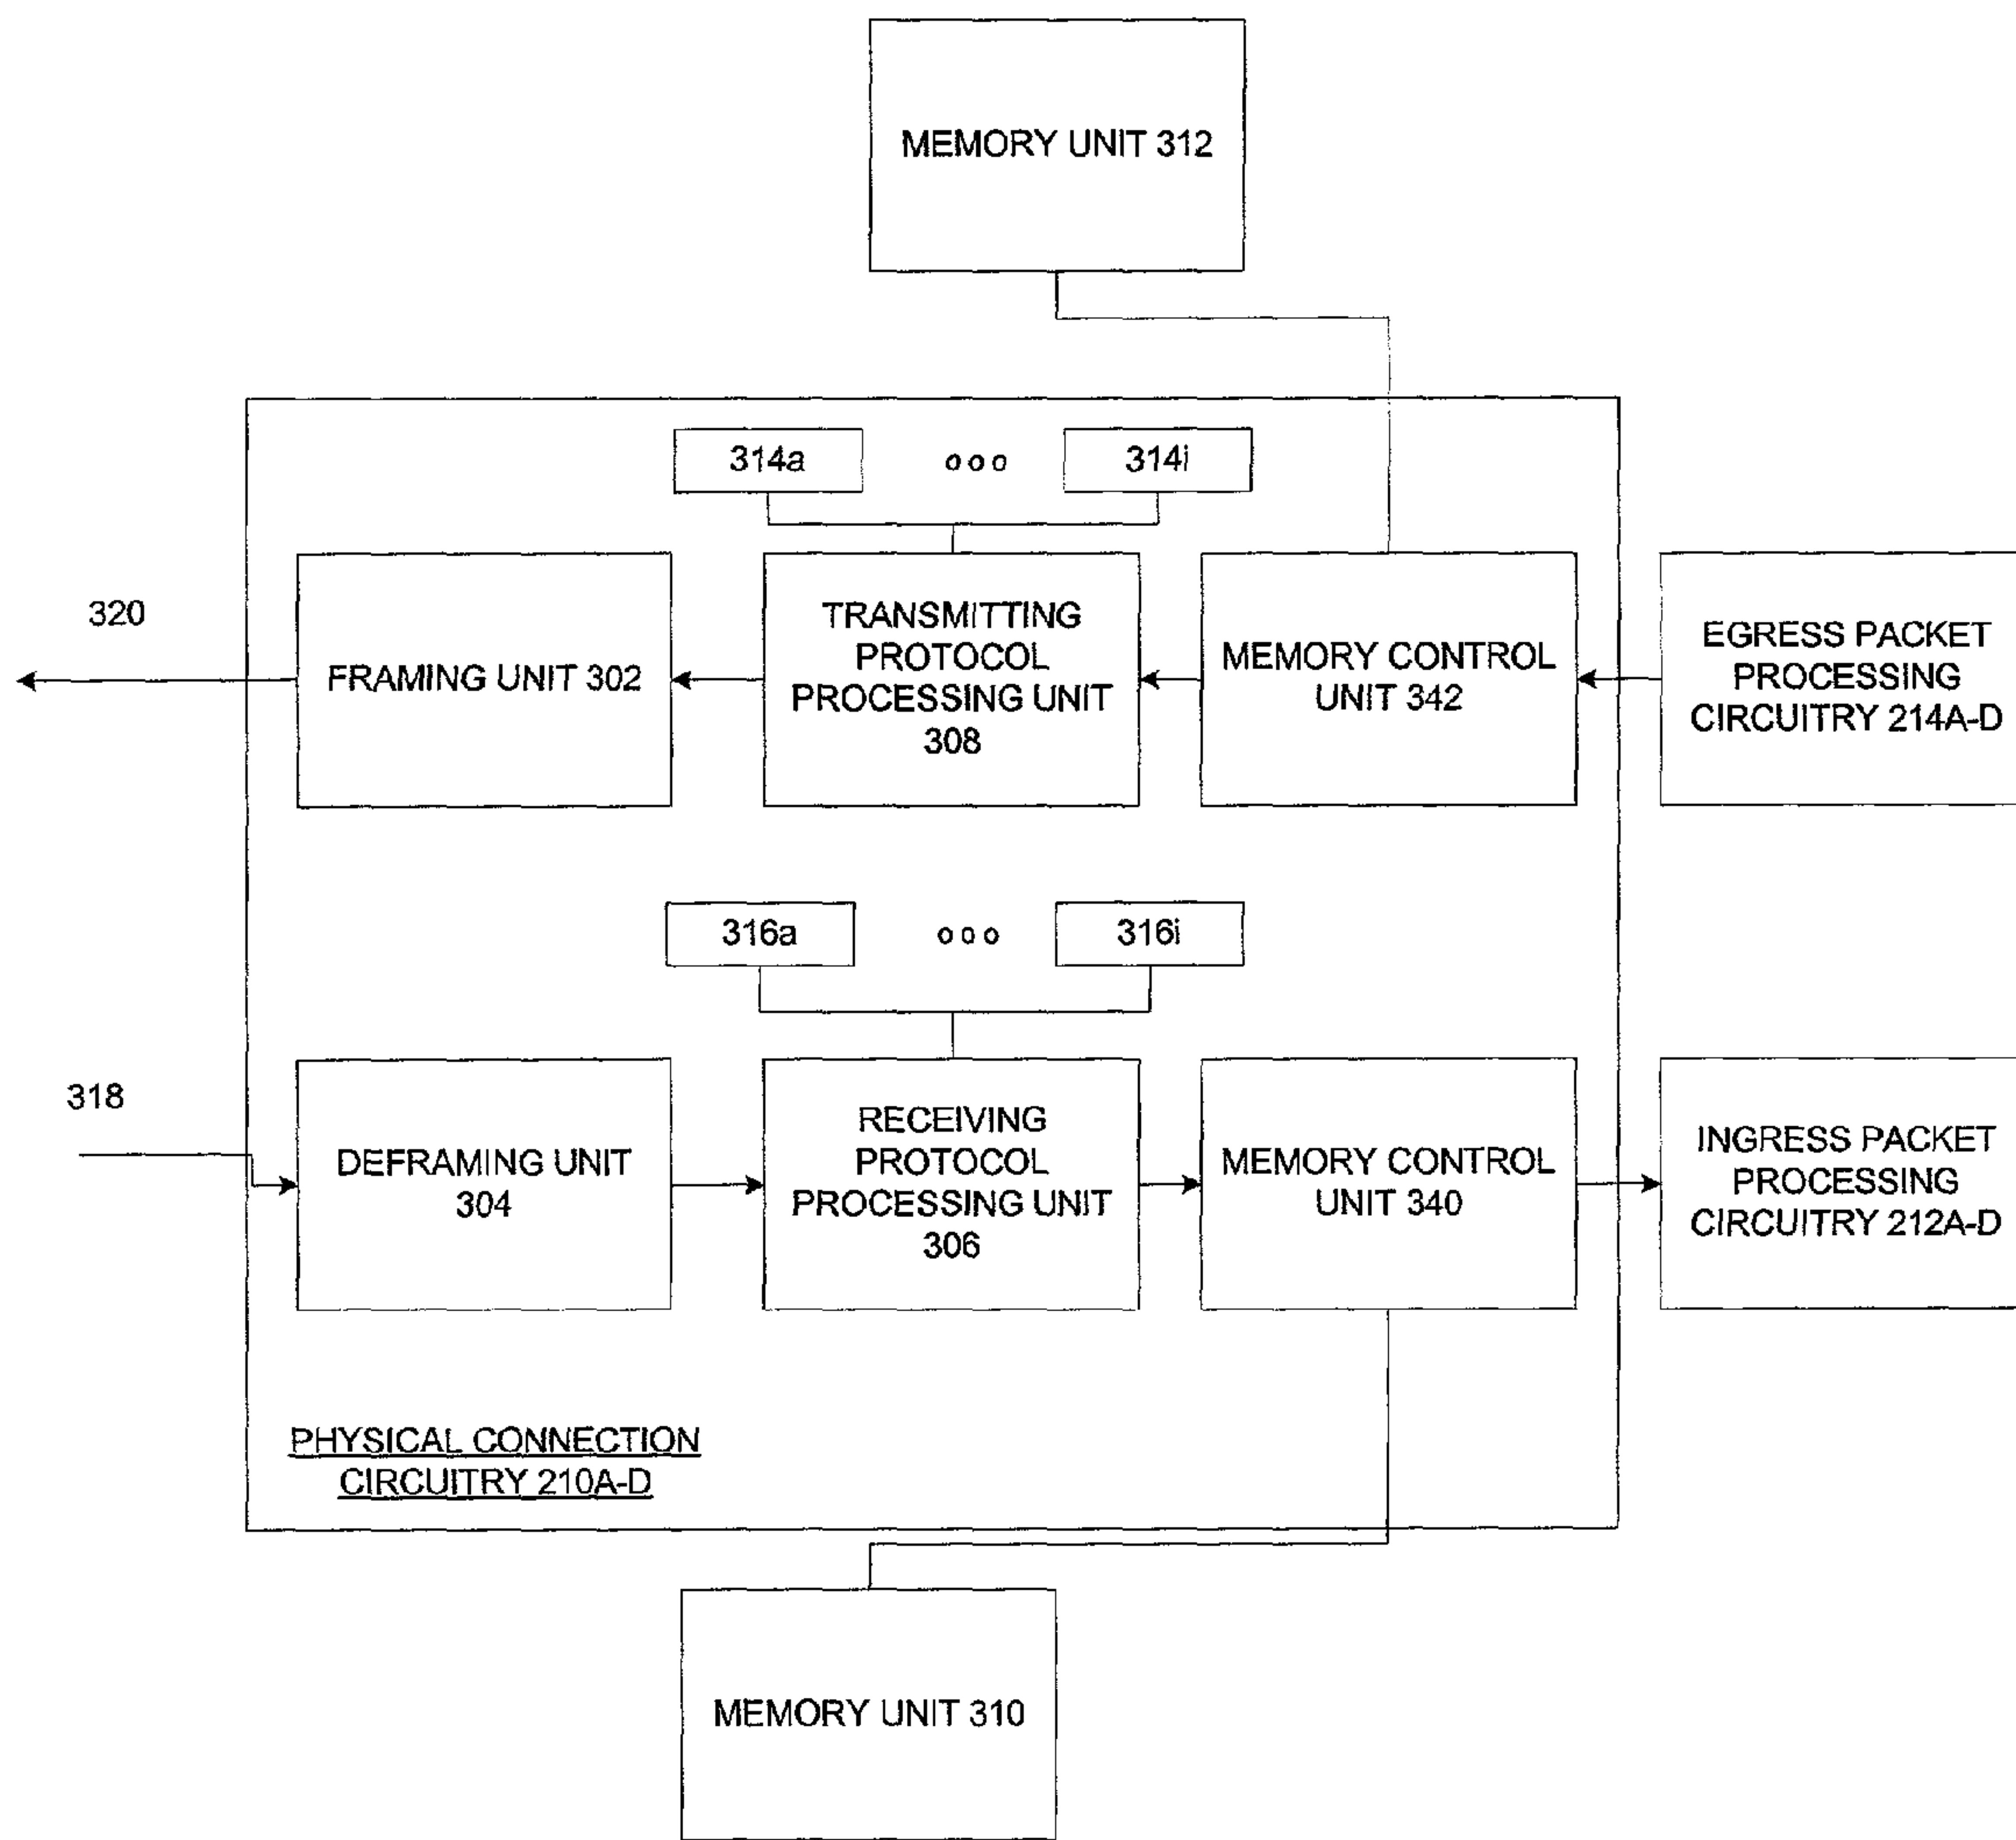 MEMORY UNIT 312
314a
ooo
314i
320
FRAMING UNIT 302
TRANSMITTING
PROTOCOL
PROCESSING UNIT
308
MEMORY CONTROL
UNIT 342
EGRESS PACKET
PROCESSING
CIRCUITRY 214A-D
316a
ooo
316i
318
DEFRAMING UNIT
304
RECEIVING
PROTOCOL
PROCESSING UNIT
306
MEMORY CONTROL
UNIT 340
INGRESS PACKET
PROCESSING
CIRCUITRY 212A-D
PHYSICAL CONNECTION
CIRCUITRY 210A-D
MEMORY UNIT 310